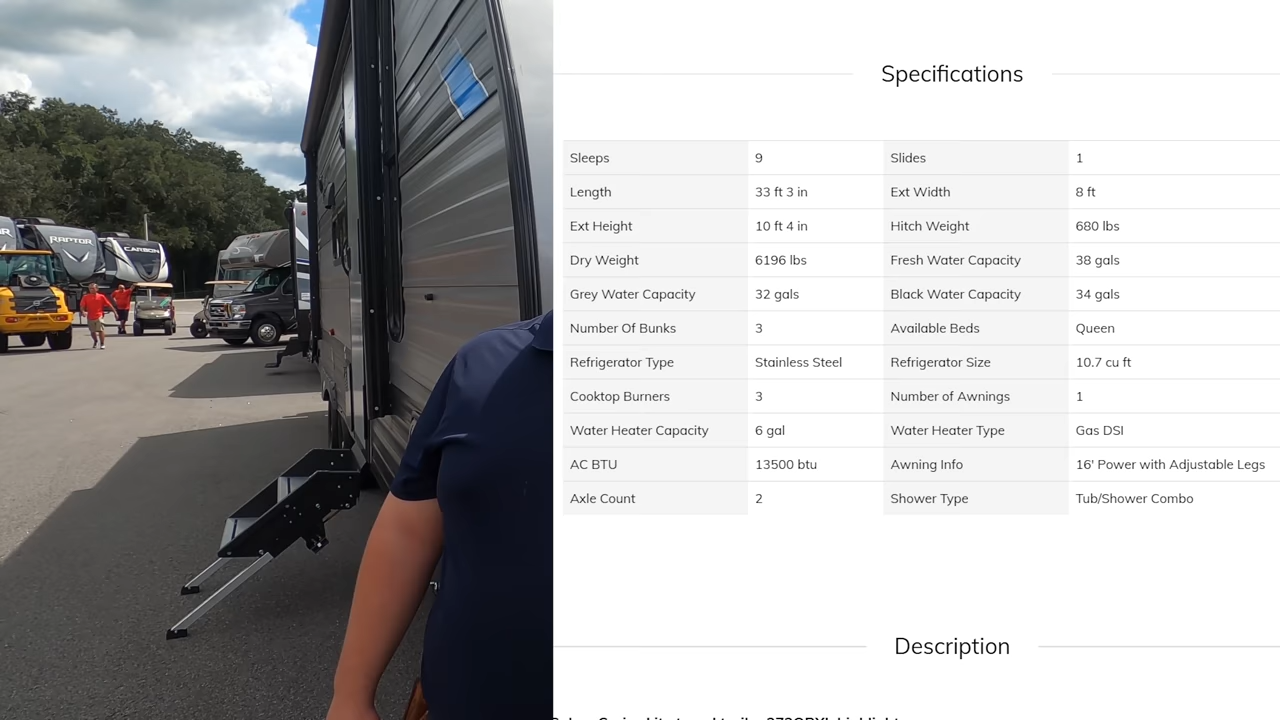 RAPTOR
CARBON
Specifications
Sleeps 9 Slides 1
Length 33 ft 3 in Ext Width 8 ft
Ext Height 10 ft 4 in Hitch Weight 680 lbs
Dry Weight 6196 lbs Fresh Water Capacity 38 gals
Grey Water Capacity 32 gals Black Water Capacity 34 gals
Number Of Bunks 3 Available Beds Queen
Refrigerator Type Stainless Steel Refrigerator Size 10.7 cu ft
Cooktop Burners 3 Number of Awnings 1
Water Heater Capacity 6 gal Water Heater Type Gas DSI
AC BTU 13500 btu Awning Info 16' Power with Adjustable Legs
Axle Count 2 Shower Type Tub/Shower Combo
Description